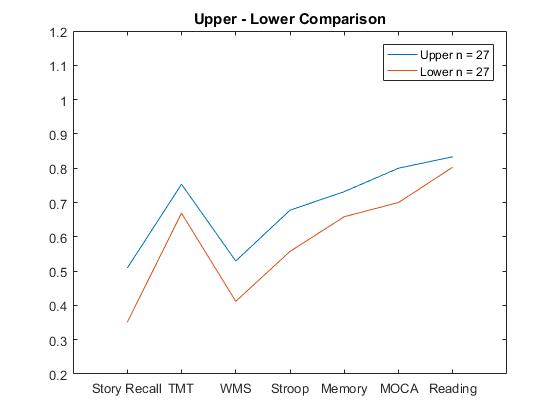 Upper - Lower Comparison
Upper n = 27
Lower n = 27
1.2
1.1
1
0.9
0.8
0.7
0.6
0.5
0.4
0.3
0.2
Story Recall TMT WMS Stroop Memory MOCA Reading